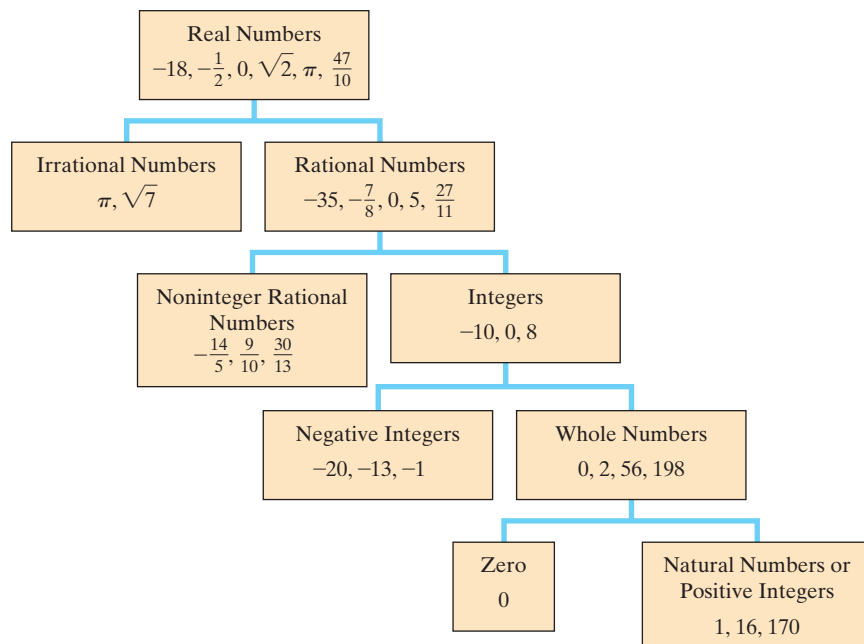 Real Numbers
−18, −1/2, 0, √2, π, 47/10
Irrational Numbers
π, √7
Rational Numbers
−35, −7/8, 0, 5, 27/11
Noninteger Rational
Numbers
−14/5, 9/10, 30/13
Integers
−10, 0, 8
Negative Integers
−20, −13, −1
Whole Numbers
0, 2, 56, 198
Zero
0
Natural Numbers or
Positive Integers
1, 16, 170